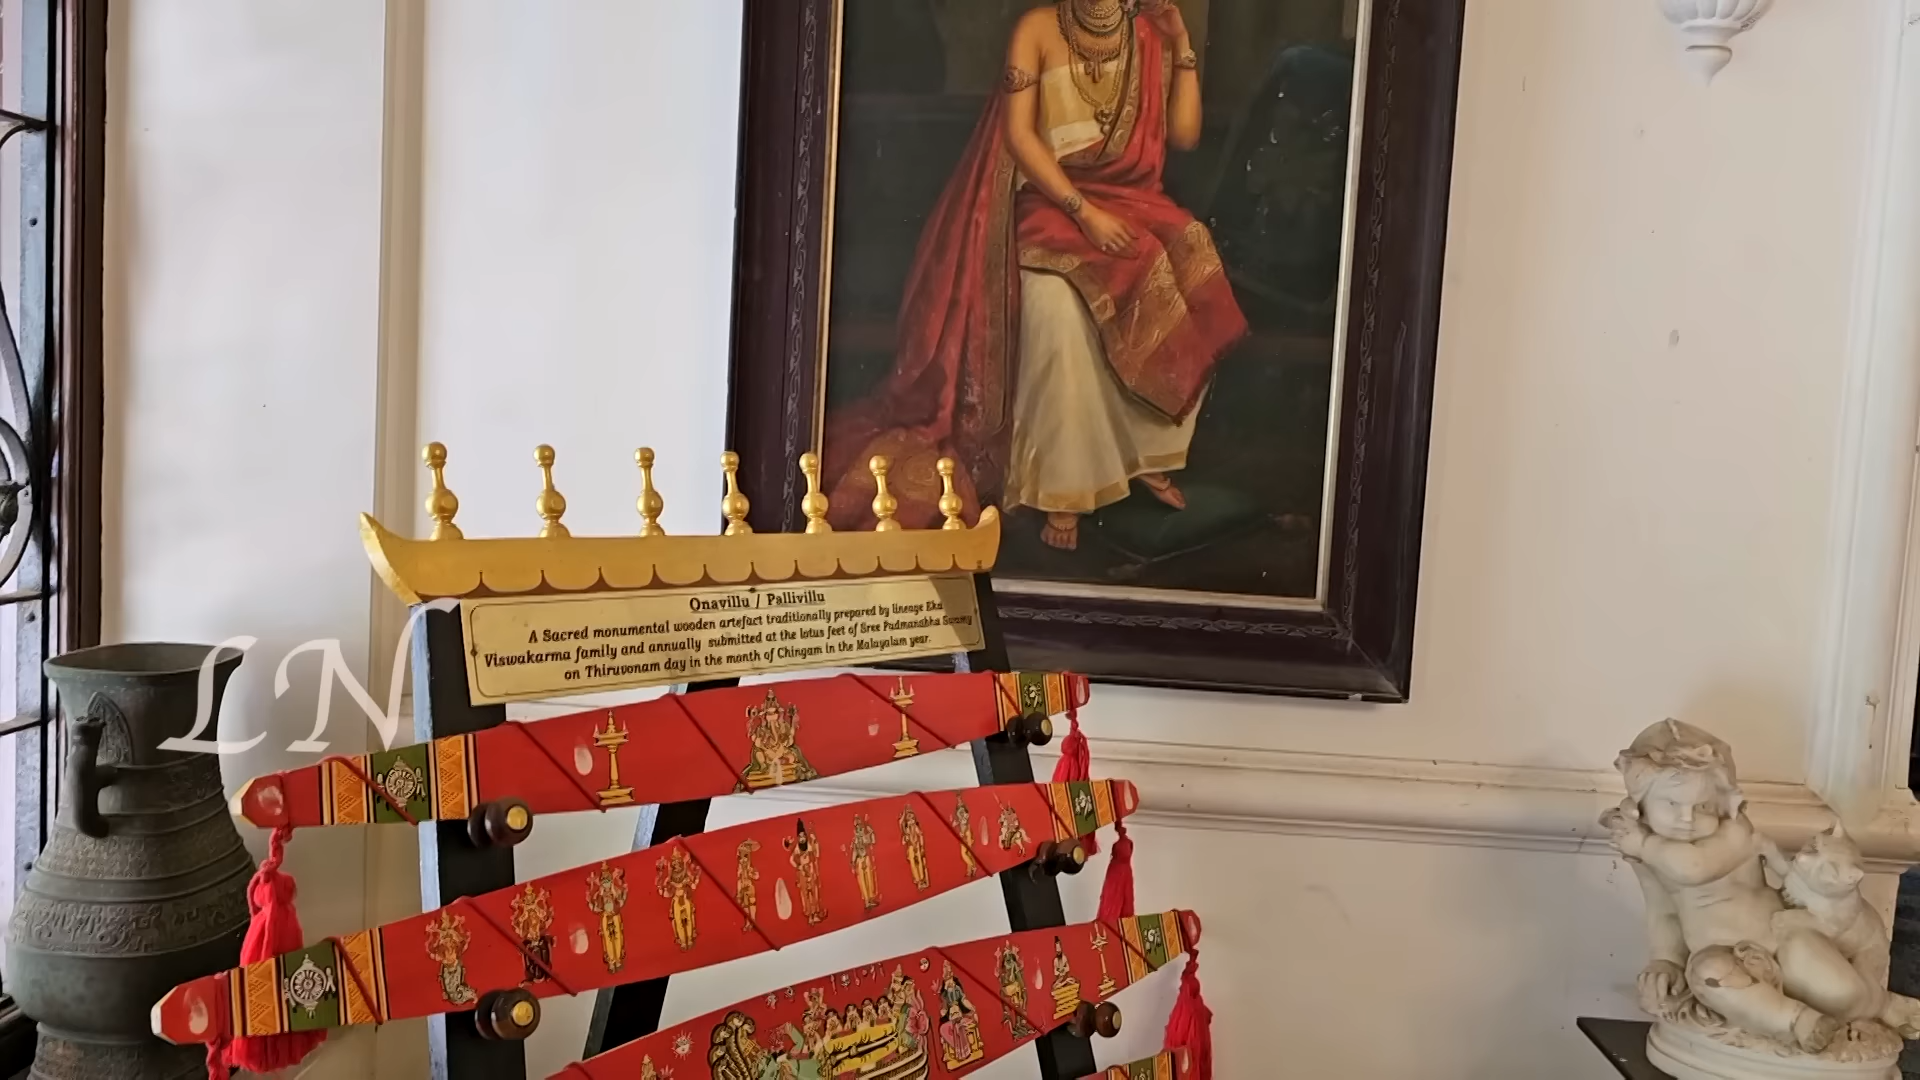 Onavillu / Pallivillu
A Sacred monumental wooden artefact traditionally prepared by lineage Eka
Viswakarma family and annually submitted at the lotus feet of Sree Padmanabha Swamy
on Thiruvonam day in the month of Chingam in the Malayalam year.
LN